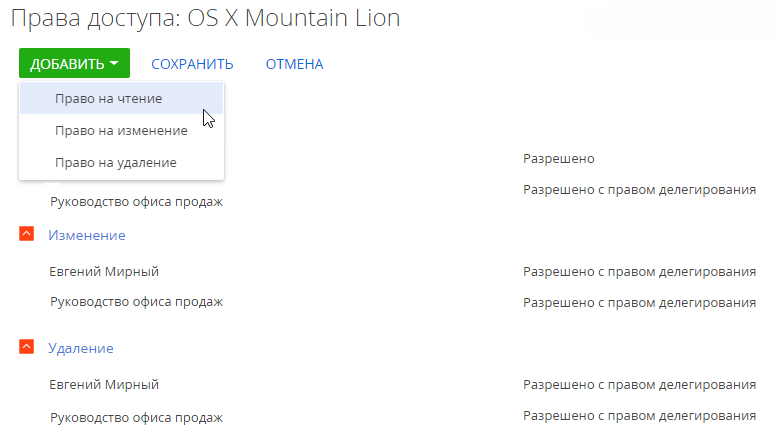 Права доступа: OS X Mountain Lion
ДОБАВИТЬ СОХРАНИТЬ ОТМЕНА
Право на чтение
Право на изменение
Право на удаление
Разрешено
Руководство офиса продаж Разрешено с правом делегирования
Изменение
Евгений Мирный Разрешено с правом делегирования
Руководство офиса продаж Разрешено с правом делегирования
Удаление
Евгений Мирный Разрешено с правом делегирования
Руководство офиса продаж Разрешено с правом делегирования